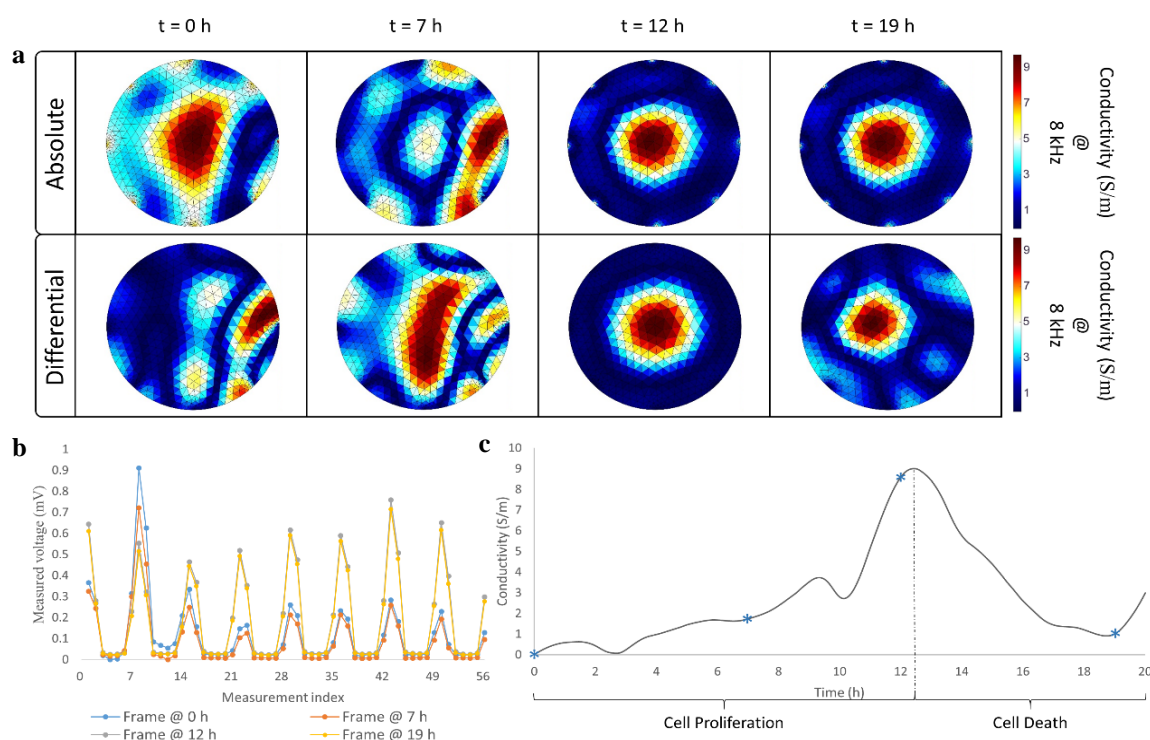 t = 0 h
t = 7 h
t = 12 h
t = 19 h
a
Absolute
9
7
5
3
1
Conductivity (S/m)
@
8 kHz
Differential
9
7
5
3
1
Conductivity (S/m)
@
8 kHz
b
1
0.9
0.8
0.7
0.6
0.5
0.4
0.3
0.2
0.1
0
Measured voltage (mV)
0 7 14 21 28 35 42 49 56
Measurement index
Frame @ 0 h
Frame @ 7 h
Frame @ 12 h
Frame @ 19 h
c
10
9
8
7
6
5
4
3
2
1
0
Conductivity (S/m)
0 2 4 6 8 10 12 14 16 18 20
Time (h)
Cell Proliferation
Cell Death